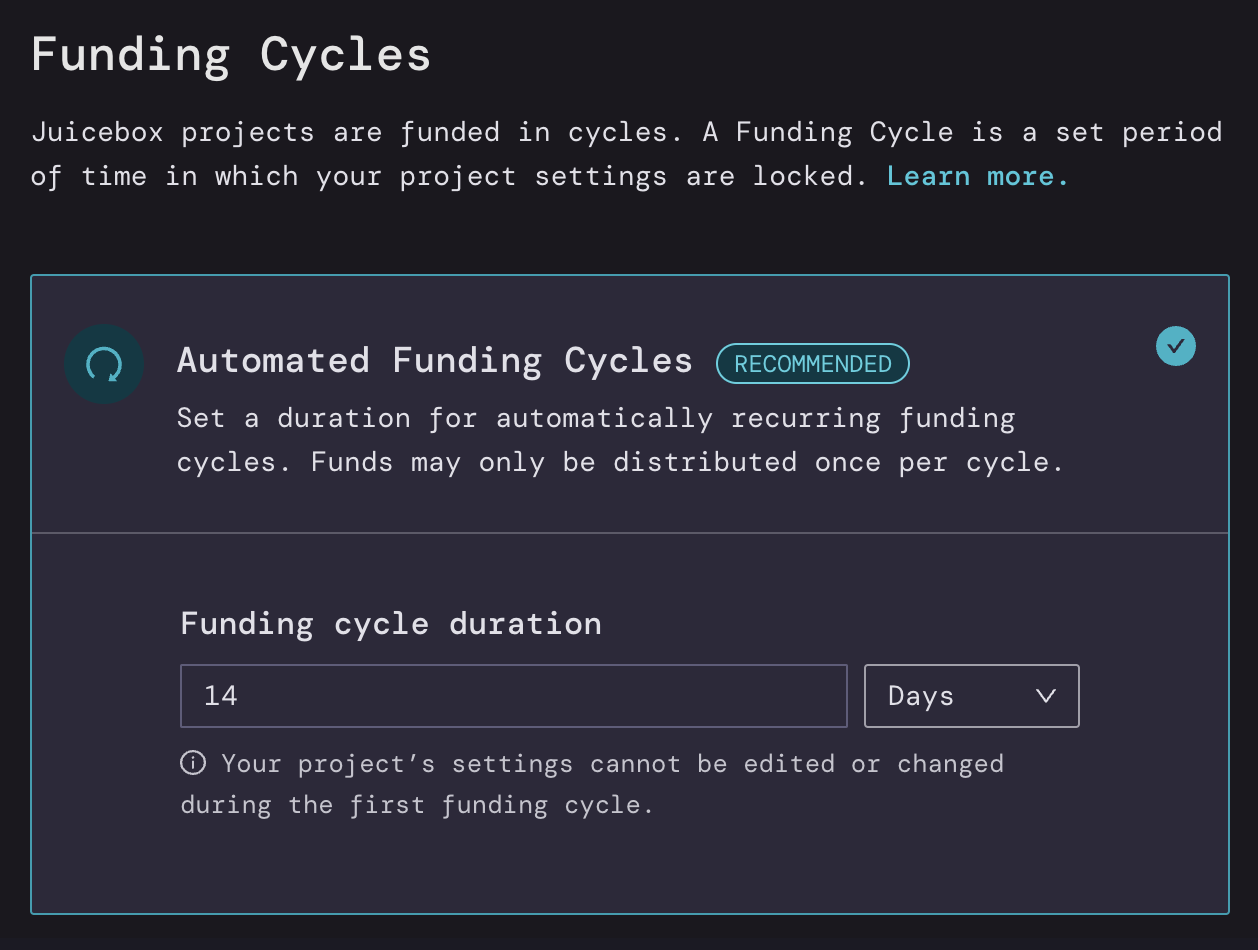 Funding Cycles
Juicebox projects are funded in cycles. A Funding Cycle is a set period
of time in which your project settings are locked. Learn more.
Automated Funding Cycles RECOMMENDED
Set a duration for automatically recurring funding
cycles. Funds may only be distributed once per cycle.
Funding cycle duration
14 Days
Your project’s settings cannot be edited or changed
during the first funding cycle.